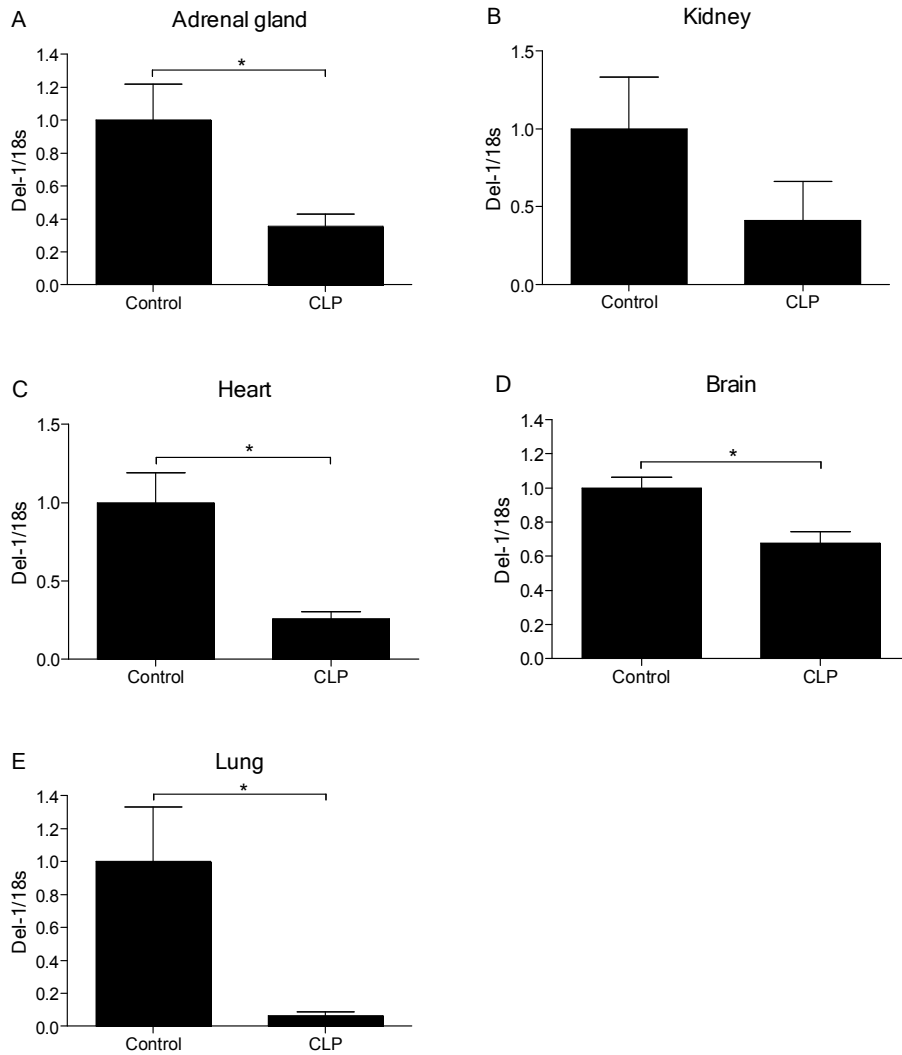 A
Adrenal gland
*
Del-1/18s
1.4
1.2
1.0
0.8
0.6
0.4
0.2
0.0
Control CLP
B
Kidney
Del-1/18s
1.5
1.0
0.5
0.0
Control CLP
C
Heart
*
Del-1/18s
1.5
1.0
0.5
0.0
Control CLP
D
Brain
*
Del-1/18s
1.4
1.2
1.0
0.8
0.6
0.4
0.2
0.0
Control CLP
E
Lung
*
Del-1/18s
1.4
1.2
1.0
0.8
0.6
0.4
0.2
0.0
Control CLP